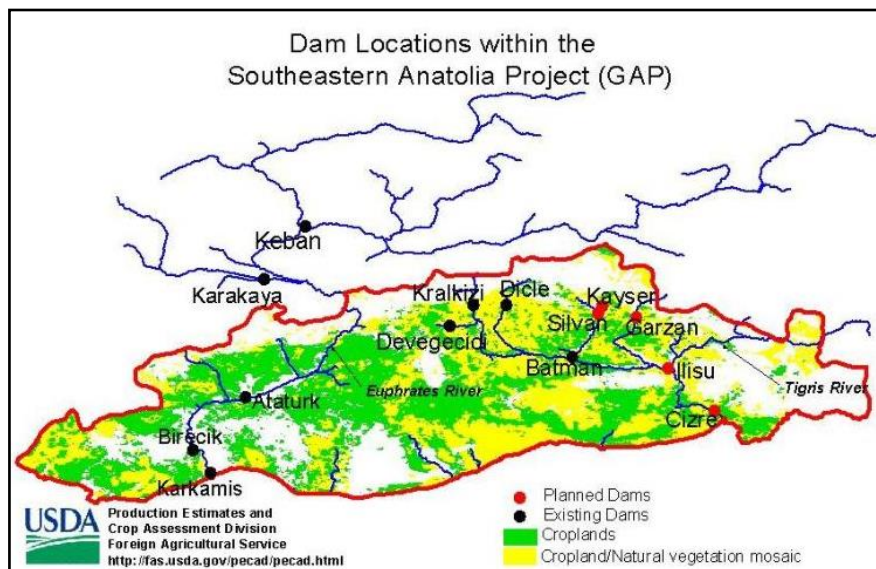 Dam Locations within the
Southeastern Anatolia Project (GAP)
Keban
Karakaya
Kralkizi
Dicle
Kayser
Silvan
Garzan
Devegecidi
Batman
Ilisu
Euphrates River
Tigris River
Ataturk
Cizre
Birecik
Karkamis
USDA
Production Estimates and
Crop Assessment Division
Foreign Agricultural Service
http://fas.usda.gov/pecad/pecad.html
Planned Dams
Existing Dams
Croplands
Cropland/Natural vegetation mosaic